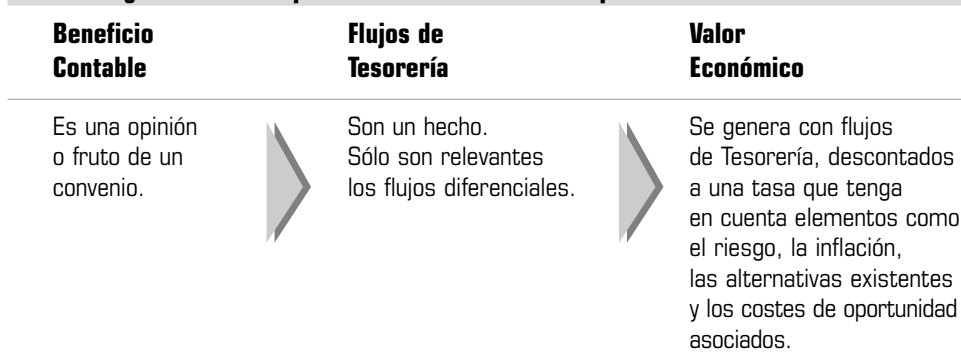 Beneficio
Contable
Flujos de
Tesorería
Valor
Económico
Es una opinión
o fruto de un
convenio.
Son un hecho.
Sólo son relevantes
los flujos diferenciales.
Se genera con flujos
de Tesorería, descontados
a una tasa que tenga
en cuenta elementos como
el riesgo, la inflación,
las alternativas existentes
y los costes de oportunidad
asociados.